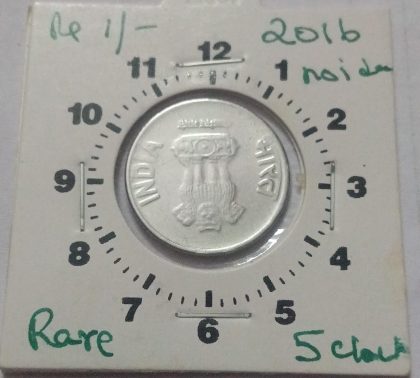 Re 1/- 2016
noida
12
11 1
10 2
9 3
8 4
7 5
6
INDIA भारत
Rare 5 clock